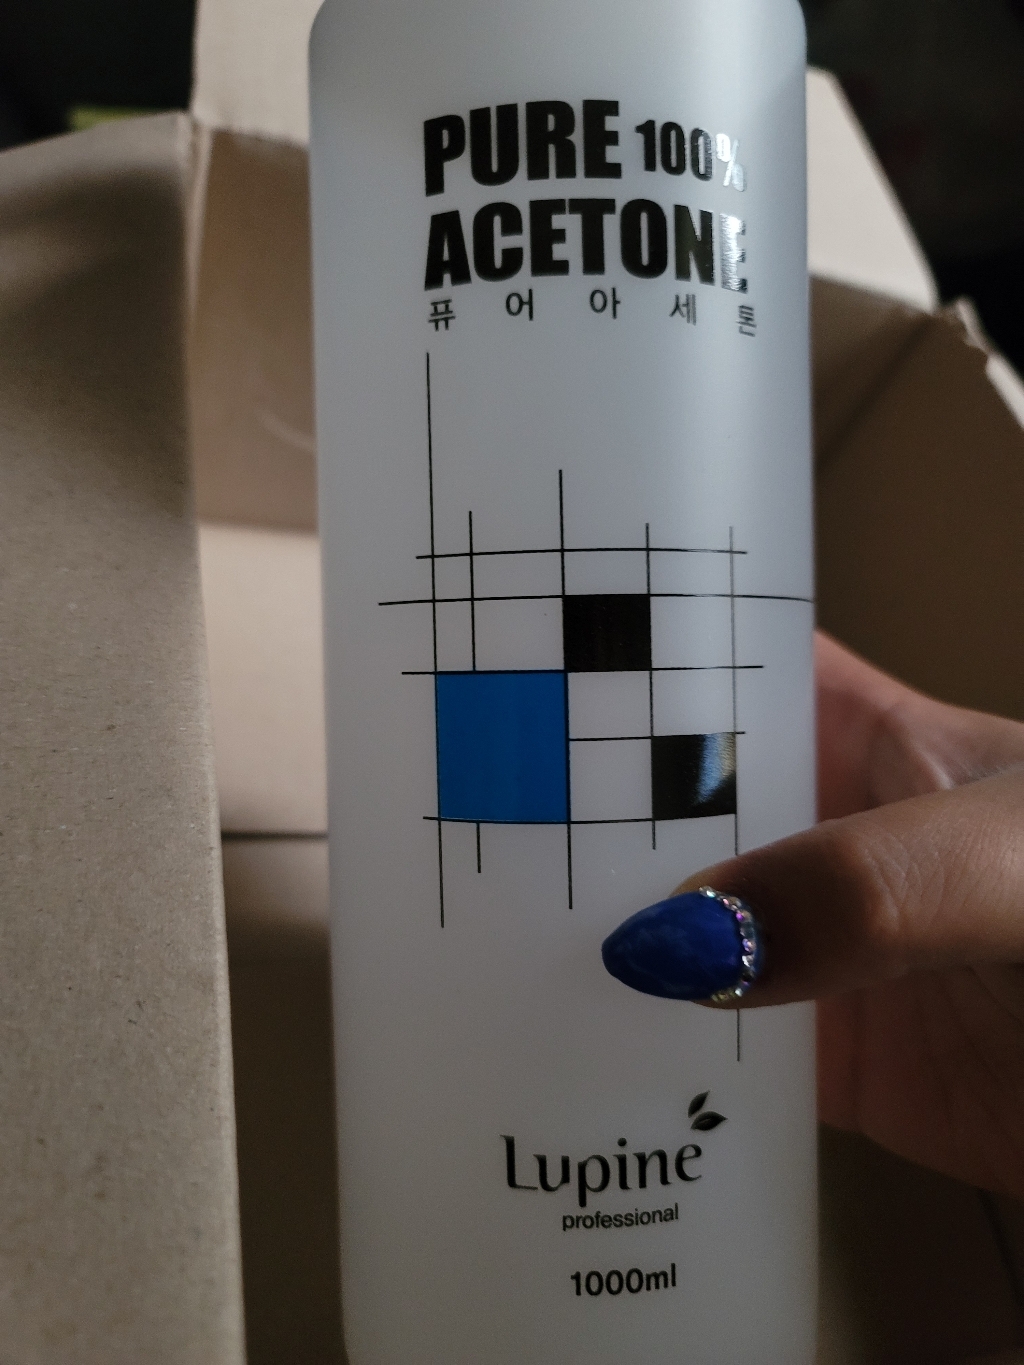 PURE 100%
ACETONE
퓨 어 아 세 톤
Lupine
professional
1000ml